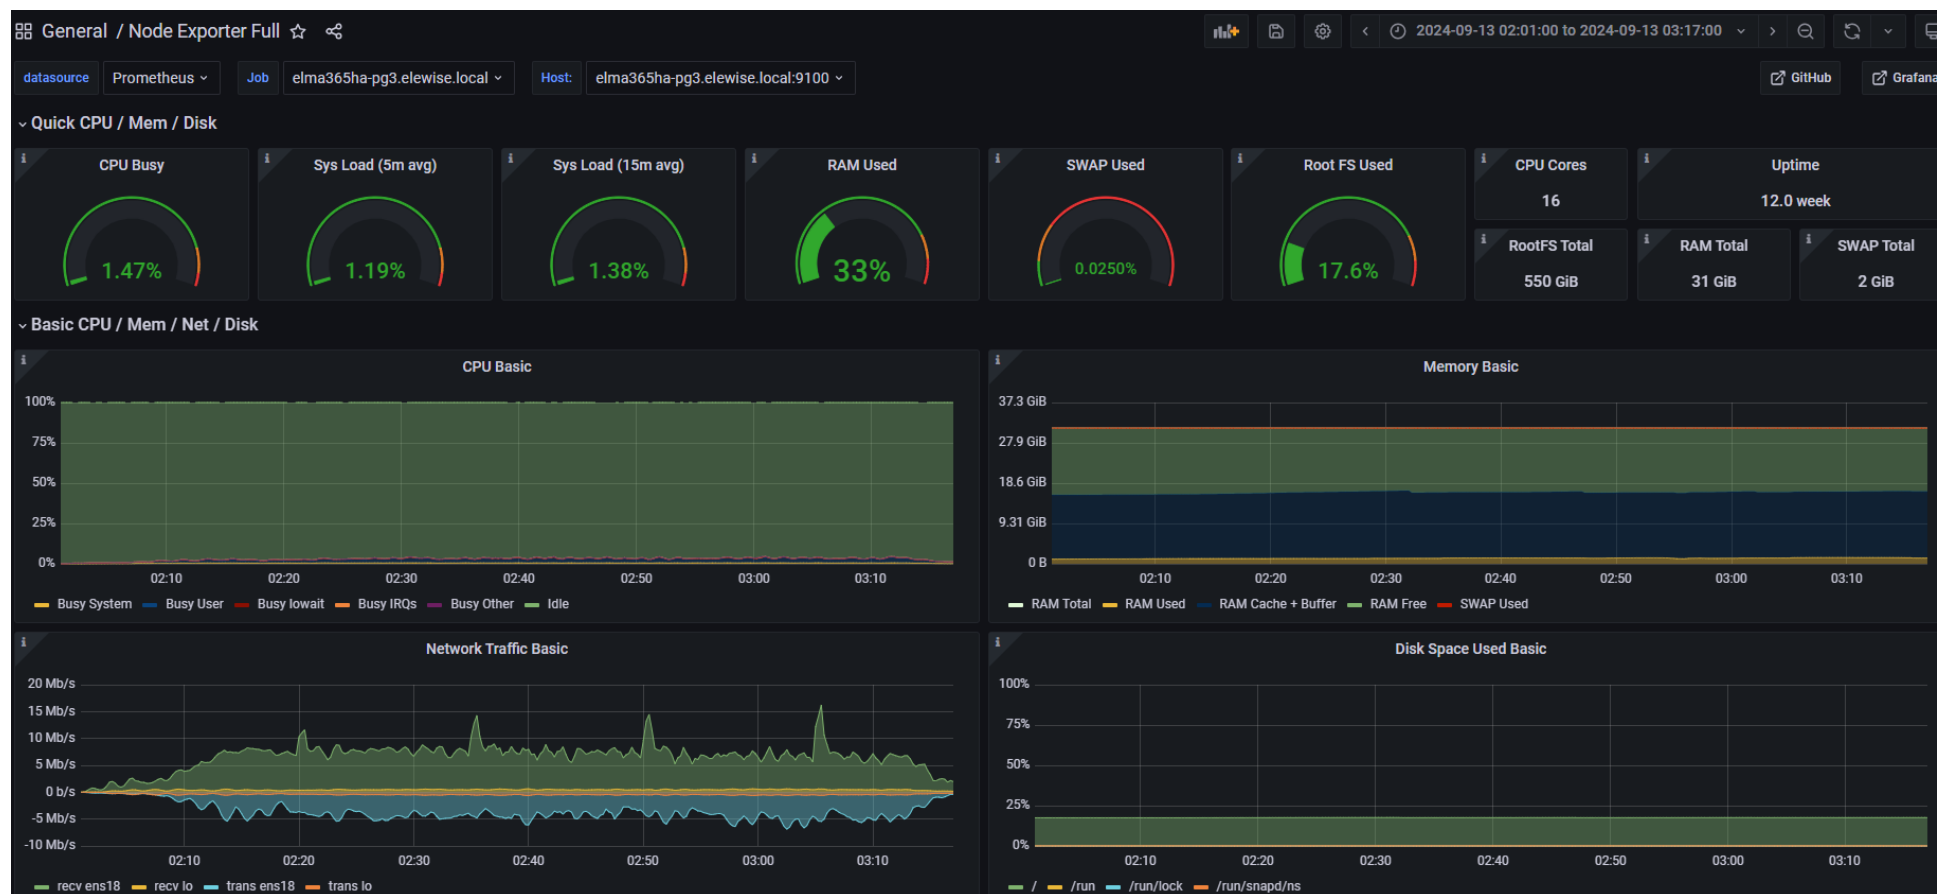 General / Node Exporter Full
2024-09-13 02:01:00 to 2024-09-13 03:17:00
datasource Prometheus Job elma365ha-pg3.elewise.local Host: elma365ha-pg3.elewise.local:9100 GitHub Grafana
Quick CPU / Mem / Disk
CPU Busy
1.47%
Sys Load (5m avg)
1.19%
Sys Load (15m avg)
1.38%
RAM Used
33%
SWAP Used
0.0250%
Root FS Used
17.6%
CPU Cores
16
Uptime
12.0 week
RootFS Total
550 GiB
RAM Total
31 GiB
SWAP Total
2 GiB
Basic CPU / Mem / Net / Disk
CPU Basic
100%
75%
50%
25%
0%
02:10 02:20 02:30 02:40 02:50 03:00 03:10
Busy System Busy User Busy Iowait Busy IRQs Busy Other Idle
Memory Basic
37.3 GiB
27.9 GiB
18.6 GiB
9.31 GiB
0 B
02:10 02:20 02:30 02:40 02:50 03:00 03:10
RAM Total RAM Used RAM Cache + Buffer RAM Free SWAP Used
Network Traffic Basic
20 Mb/s
15 Mb/s
10 Mb/s
5 Mb/s
0 b/s
-5 Mb/s
-10 Mb/s
02:10 02:20 02:30 02:40 02:50 03:00 03:10
recv ens18 recv lo trans ens18 trans lo
Disk Space Used Basic
100%
75%
50%
25%
0%
02:10 02:20 02:30 02:40 02:50 03:00 03:10
/ /run /run/lock /run/snapd/ns